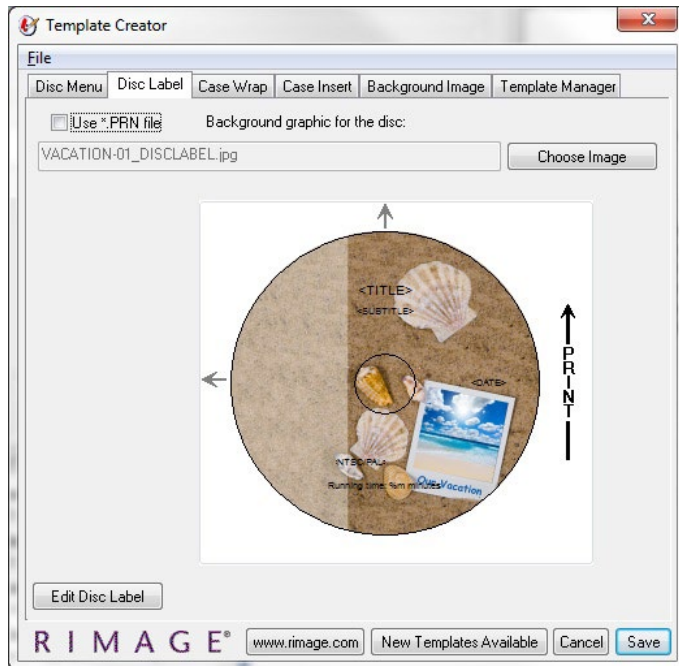 Template Creator
File
Disc Menu Disc Label Case Wrap Case Insert Background Image Template Manager
Use *.PRN file Background graphic for the disc:
VACATION-01_DISCLABEL.jpg Choose Image
<TITLE>
<SUBTITLE>
PRINT
<DATE>
NTSC/PAL>
Running time: %m minutes
Our Vacation
Edit Disc Label
RIMAGE® www.rimage.com New Templates Available Cancel Save